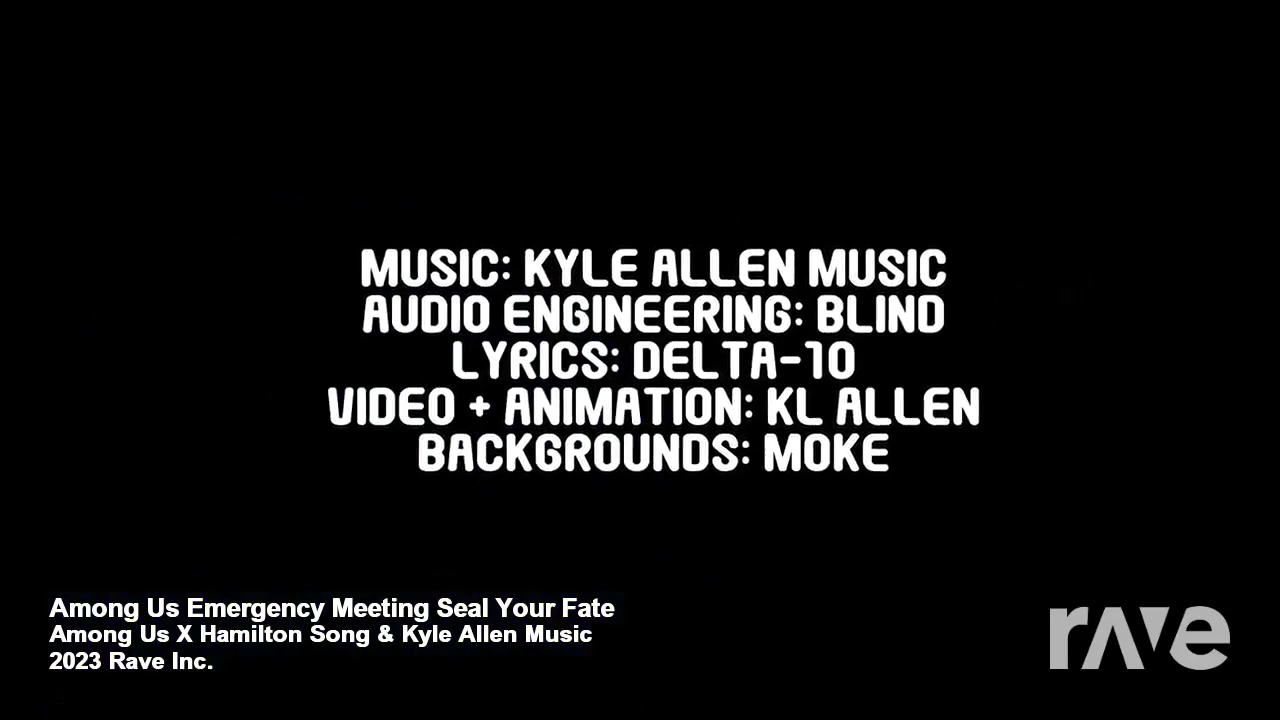 MUSIC: KYLE ALLEN MUSIC
AUDIO ENGINEERING: BLIND
LYRICS: DELTA-10
VIDEO + ANIMATION: KL ALLEN
BACKGROUNDS: MOKE
Among Us Emergency Meeting Seal Your Fate
Among Us X Hamilton Song & Kyle Allen Music
2023 Rave Inc.
rave